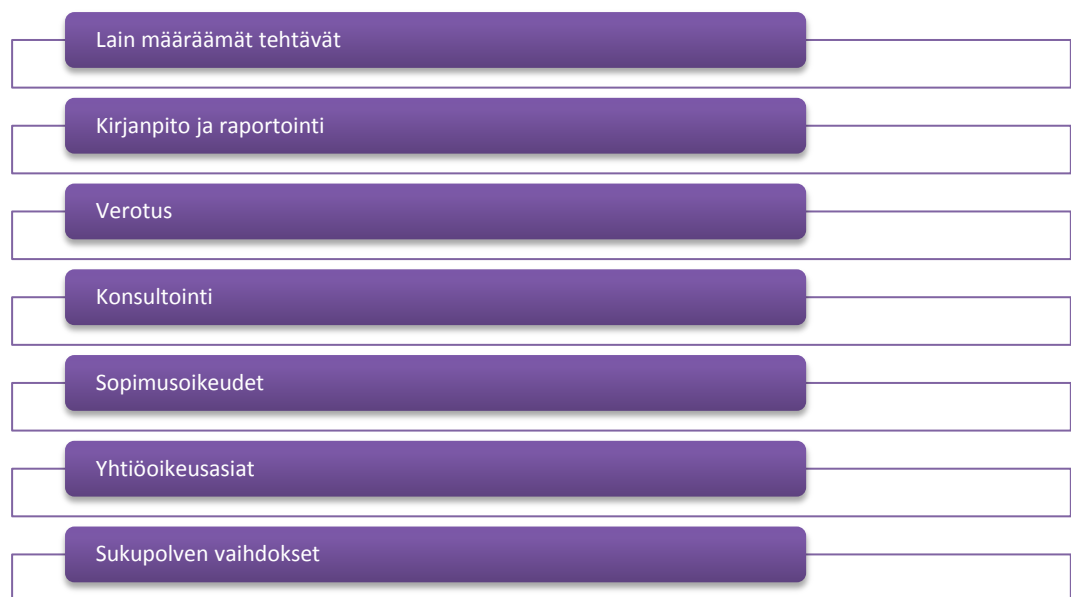 Lain määräämät tehtävät
Kirjanpito ja raportointi
Verotus
Konsultointi
Sopimusoikeudet
Yhtiöoikeusasiat
Sukupolven vaihdokset